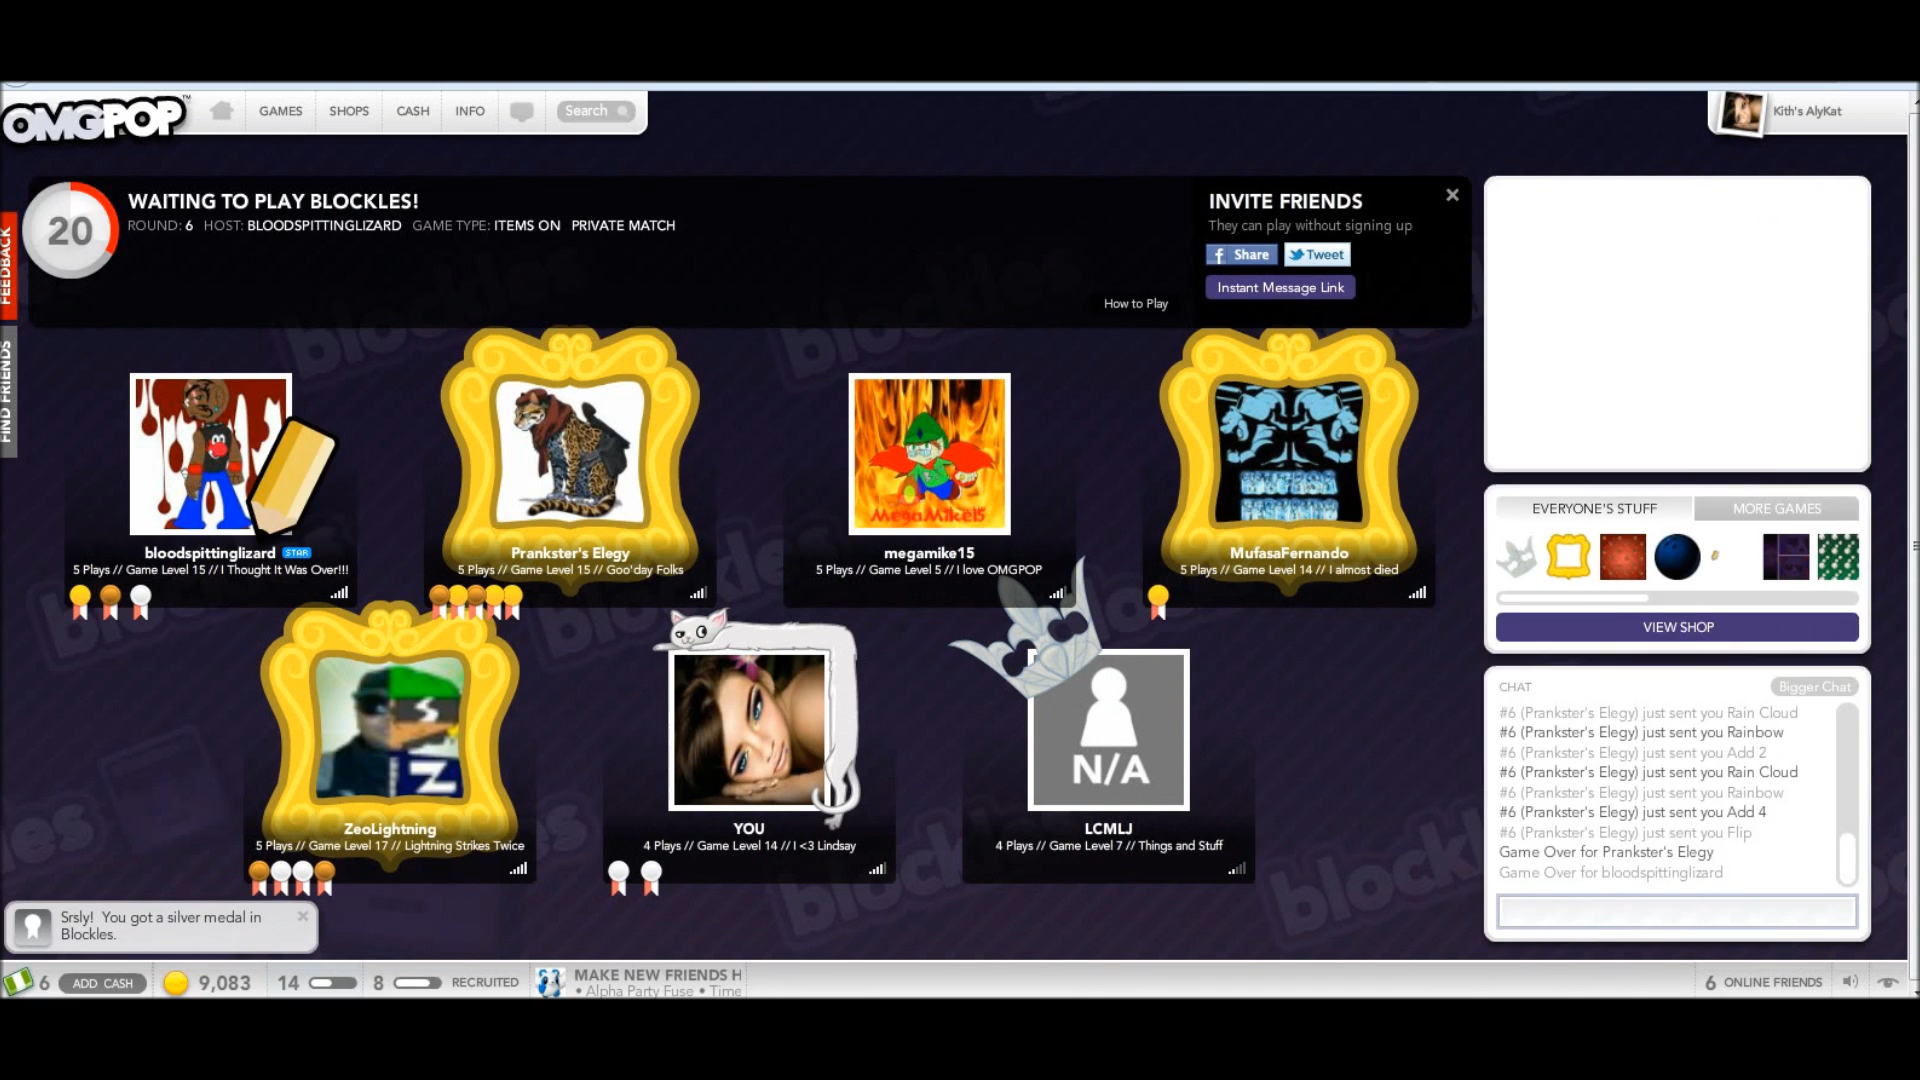 OMGPOP™
GAMES
SHOPS
CASH
INFO
Search
Kith's AlyKat
FEEDBACK
FIND FRIENDS
20
WAITING TO PLAY BLOCKLES!
ROUND: 6 HOST: BLOODSPITTINGLIZARD GAME TYPE: ITEMS ON PRIVATE MATCH
How to Play
INVITE FRIENDS
They can play without signing up
Share
Tweet
Instant Message Link
bloodspittinglizard STAR
5 Plays // Game Level 15 // I Thought It Was Over!!!
Prankster's Elegy
5 Plays // Game Level 15 // Goo'day Folks
MegaMike15
megamike15
5 Plays // Game Level 5 // I love OMGPOP
MufasaFernando
5 Plays // Game Level 14 // I almost died
ZeoLightning
5 Plays // Game Level 17 // Lightning Strikes Twice
YOU
4 Plays // Game Level 14 // I <3 Lindsay
N/A
LCMLJ
4 Plays // Game Level 7 // Things and Stuff
EVERYONE'S STUFF
MORE GAMES
VIEW SHOP
CHAT
Bigger Chat
#6 (Prankster's Elegy) just sent you Rain Cloud
#6 (Prankster's Elegy) just sent you Rainbow
#6 (Prankster's Elegy) just sent you Add 2
#6 (Prankster's Elegy) just sent you Rain Cloud
#6 (Prankster's Elegy) just sent you Rainbow
#6 (Prankster's Elegy) just sent you Add 4
#6 (Prankster's Elegy) just sent you Flip
Game Over for Prankster's Elegy
Game Over for bloodspittinglizard
Srsly! You got a silver medal in
Blockles.
6
ADD CASH
9,083
14
8
RECRUITED
MAKE NEW FRIENDS H
• Alpha Party Fuse • Time
6 ONLINE FRIENDS